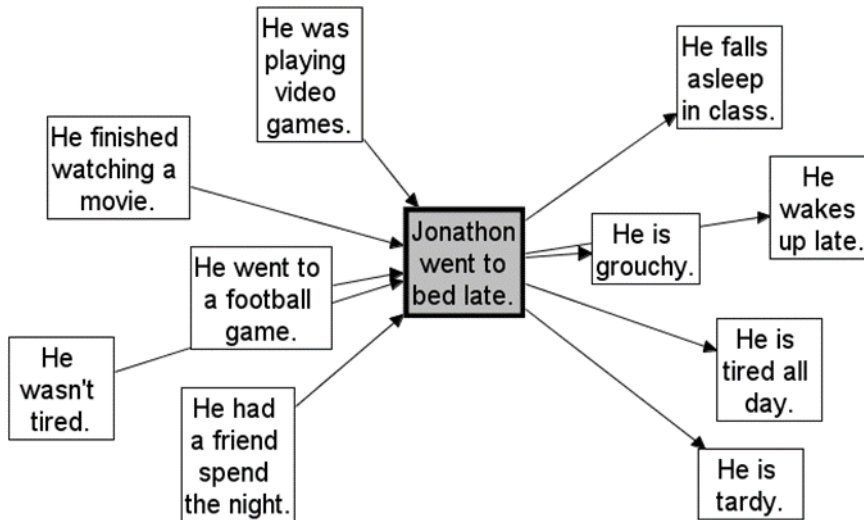 He was
playing
video
games.
He falls
asleep
in class.
He finished
watching a
movie.
He
wakes
up late.
Jonathon
went to
bed late.
He is
grouchy.
He went to
a football
game.
He is
tired all
day.
He
wasn't
tired.
He had
a friend
spend
the night.
He is
tardy.